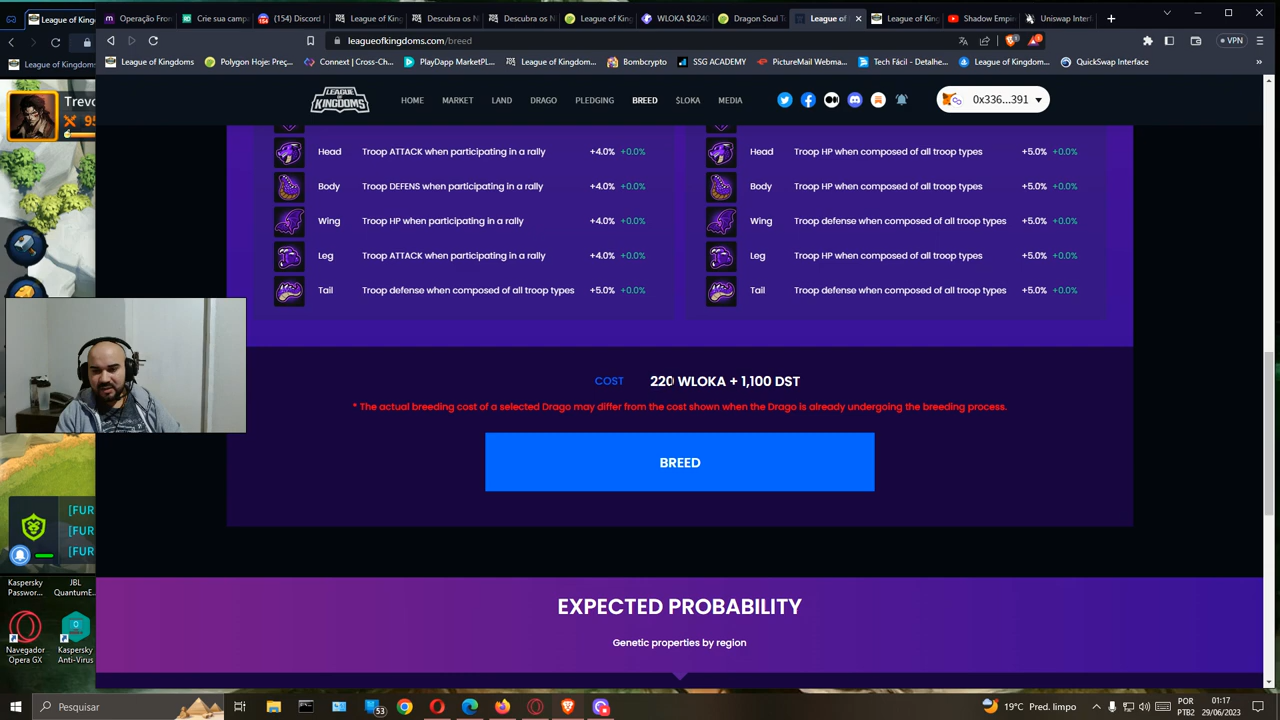 Operação Fron
Crie sua campa
(154) Discord |
League of King
Descubra os N
Descubra os N
League of King
WLOKA $0.240
Dragon Soul To
League of
League of King
Shadow Empire
Uniswap Interf
League of Kingd
leagueofkingdoms.com/breed
VPN
League of Kingdoms
League of Kingdoms
Polygon Hoje: Preç...
Connext | Cross-Cha...
PlayDapp Market:: C...
League of Kingdom...
Bombcrypto
SSG ACADEMY
PictureMail Webma...
Tech Fácil - Detalhe...
League of Kingdom...
QuickSwap Interface
Trevo
95
LEAGUE OF KINGDOMS
HOME
MARKET
LAND
DRAGO
PLEDGING
BREED
$LOKA
MEDIA
0x336...391
Head Troop ATTACK when participating in a rally +4.0% +0.0%
Head Troop HP when composed of all troop types +5.0% +0.0%
Body Troop DEFENS when participating in a rally +4.0% +0.0%
Body Troop HP when composed of all troop types +5.0% +0.0%
Wing Troop HP when participating in a rally +4.0% +0.0%
Wing Troop defense when composed of all troop types +5.0% +0.0%
Leg Troop ATTACK when participating in a rally +4.0% +0.0%
Leg Troop HP when composed of all troop types +5.0% +0.0%
Tail Troop defense when composed of all troop types +5.0% +0.0%
Tail Troop defense when composed of all troop types +5.0% +0.0%
COST 220 WLOKA + 1,100 DST
* The actual breeding cost of a selected Drago may differ from the cost shown when the Drago is already undergoing the breeding process.
BREED
[FUR
[FUR
[FUR
EXPECTED PROBABILITY
Genetic properties by region
Kaspersky
Passwor...
JBL
QuantumE...
Navegador
Opera GX
Kaspersky
Anti-Virus
Pesquisar
53
19°C Pred. limpo
POR
PTB2
01:17
29/06/2023